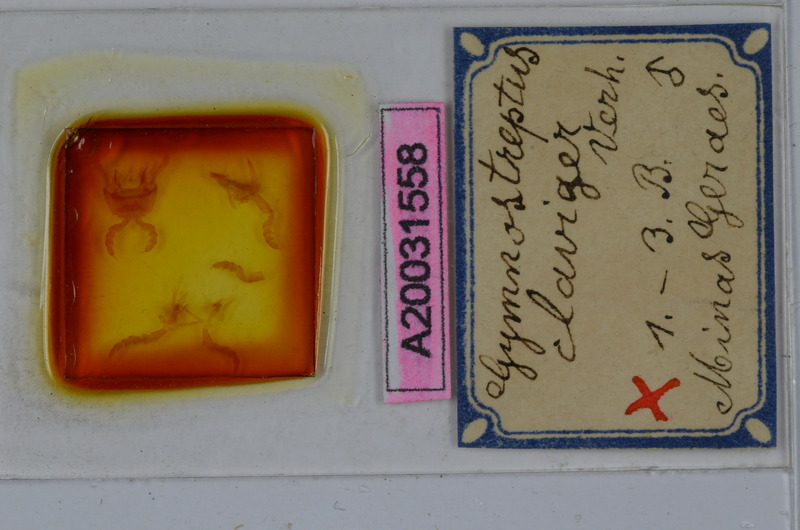 A20031558
Gymnostreptus
claviger
Verh.
1. – 3. B. ♂
Minas Geraes.
X